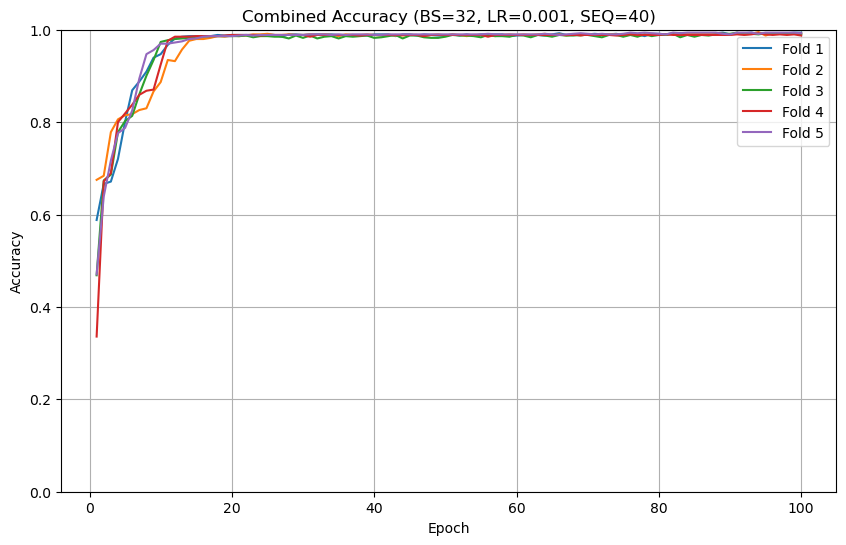 Combined Accuracy (BS=32, LR=0.001, SEQ=40)
1.0
0.8
0.6
0.4
0.2
0.0
Accuracy
0 20 40 60 80 100
Epoch
Fold 1
Fold 2
Fold 3
Fold 4
Fold 5